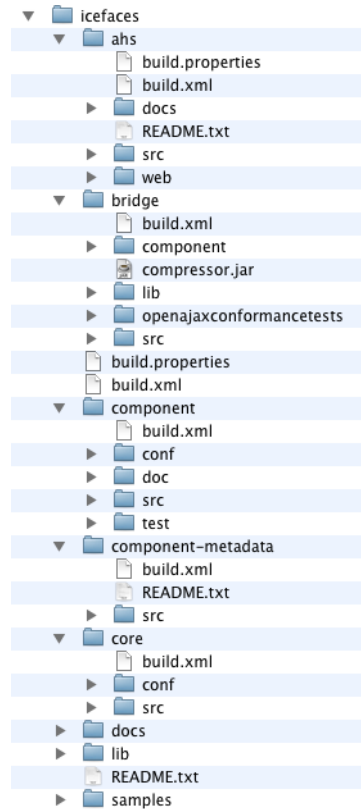 icefaces
ahs
build.properties
build.xml
docs
README.txt
src
web
bridge
build.xml
component
compressor.jar
lib
openajaxconformancetests
src
build.properties
build.xml
component
build.xml
conf
doc
src
test
component-metadata
build.xml
README.txt
src
core
build.xml
conf
src
docs
lib
README.txt
samples